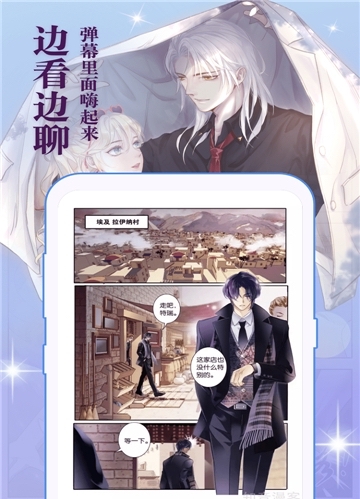 边看边聊
弹幕里面嗨起来
埃及 拉伊纳村
走吧,
特瑞。
这家店也
没什么特
别的。
等一下。